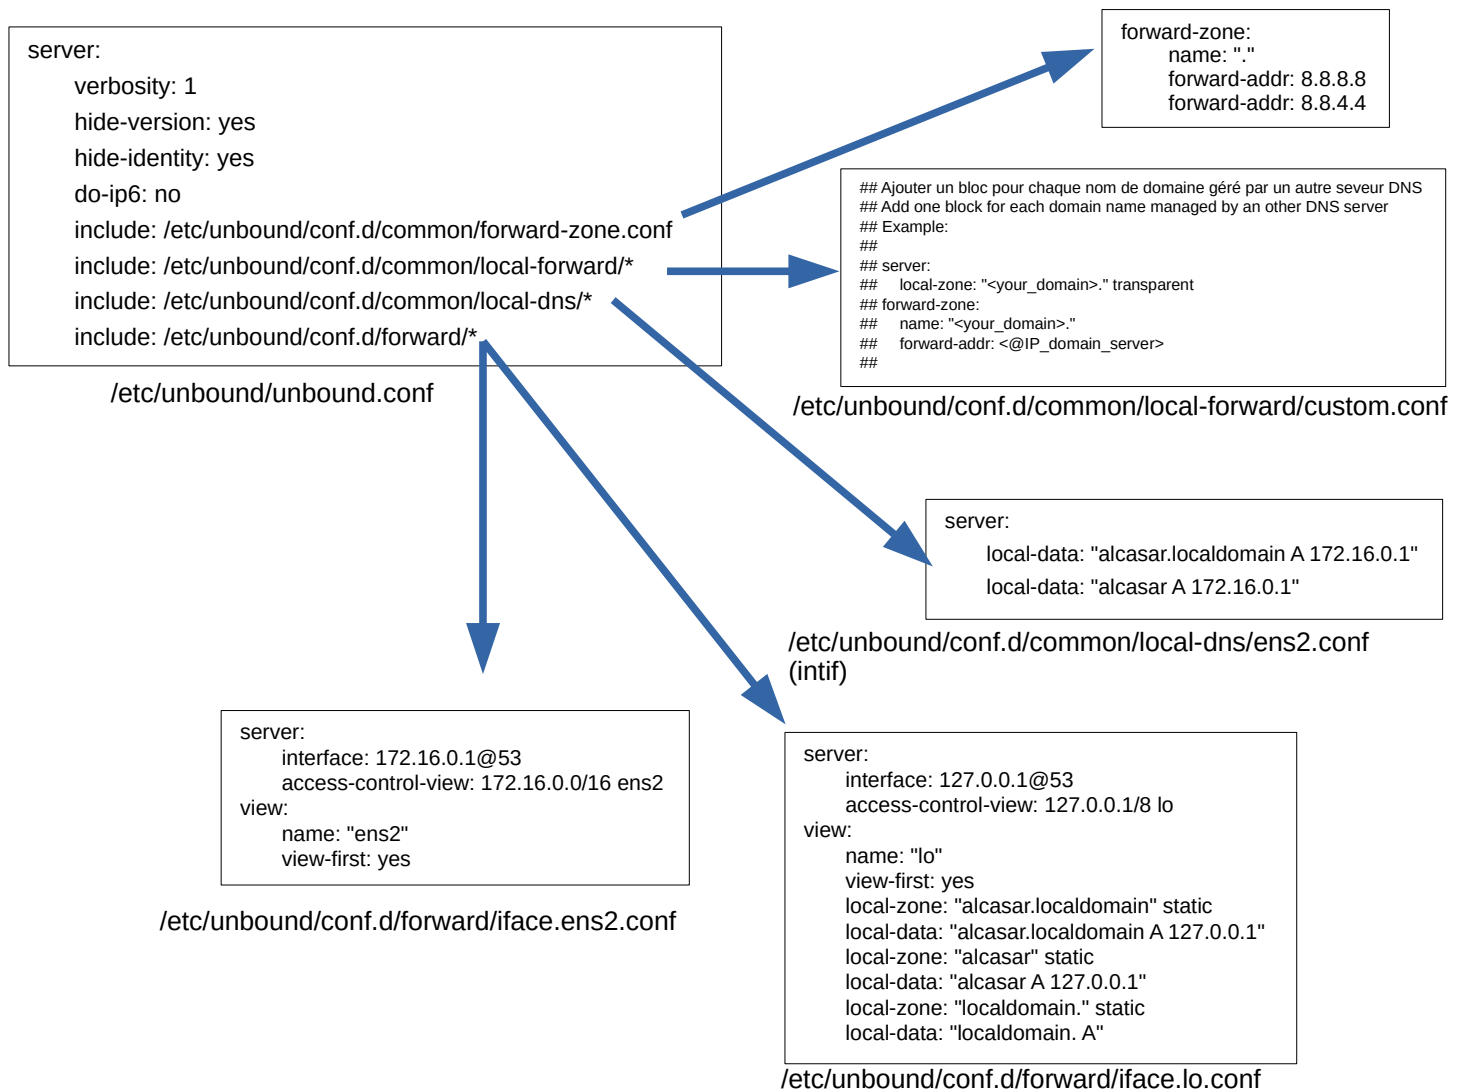 server:
verbosity: 1
hide-version: yes
hide-identity: yes
do-ip6: no
include: /etc/unbound/conf.d/common/forward-zone.conf
include: /etc/unbound/conf.d/common/local-forward/*
include: /etc/unbound/conf.d/common/local-dns/*
include: /etc/unbound/conf.d/forward/*
/etc/unbound/unbound.conf
forward-zone:
name: "."
forward-addr: 8.8.8.8
forward-addr: 8.8.4.4
## Ajouter un bloc pour chaque nom de domaine géré par un autre seveur DNS
## Add one block for each domain name managed by an other DNS server
## Example:
##
## server:
## local-zone: "<your_domain>." transparent
## forward-zone:
## name: "<your_domain>."
## forward-addr: <@IP_domain_server>
##
/etc/unbound/conf.d/common/local-forward/custom.conf
server:
local-data: "alcasar.localdomain A 172.16.0.1"
local-data: "alcasar A 172.16.0.1"
/etc/unbound/conf.d/common/local-dns/ens2.conf
(intif)
server:
interface: 172.16.0.1@53
access-control-view: 172.16.0.0/16 ens2
view:
name: "ens2"
view-first: yes
/etc/unbound/conf.d/forward/iface.ens2.conf
server:
interface: 127.0.0.1@53
access-control-view: 127.0.0.1/8 lo
view:
name: "lo"
view-first: yes
local-zone: "alcasar.localdomain" static
local-data: "alcasar.localdomain A 127.0.0.1"
local-zone: "alcasar" static
local-data: "alcasar A 127.0.0.1"
local-zone: "localdomain." static
local-data: "localdomain. A"
/etc/unbound/conf.d/forward/iface.lo.conf